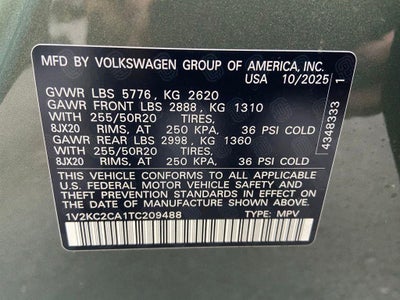 MFD BY VOLKSWAGEN GROUP OF AMERICA, INC.
USA 10/2025
GVWR LBS 5776, KG 2620
GAWR FRONT LBS 2888, KG 1310
WITH 255/50R20 TIRES,
8JX20 RIMS, AT 250 KPA, 36 PSI COLD
GAWR REAR LBS 2998, KG 1360
WITH 255/50R20 TIRES,
8JX20 RIMS, AT 250 KPA, 36 PSI COLD
THIS VEHICLE CONFORMS TO ALL APPLICABLE
U.S. FEDERAL MOTOR VEHICLE SAFETY AND
THEFT PREVENTION STANDARDS IN EFFECT ON THE
DATE OF MANUFACTURE SHOWN ABOVE
1V2KC2CA1TC209488 TYPE: MPV
4348333 1